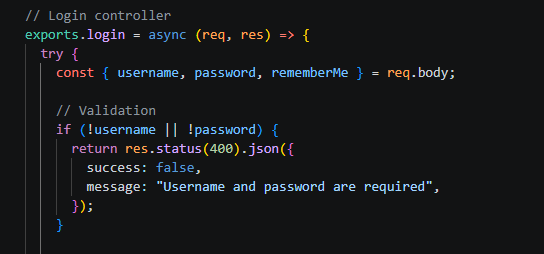 // Login controller
exports.login = async (req, res) => {
try {
const { username, password, rememberMe } = req.body;
// Validation
if (!username || !password) {
return res.status(400).json({
success: false,
message: "Username and password are required",
});
}